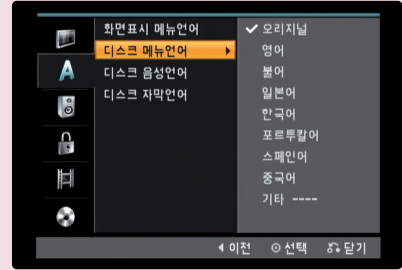 화면표시 메뉴언어
디스크 메뉴언어
디스크 음성언어
디스크 자막언어
오리지널
영어
불어
일본어
한국어
포르투칼어
스페인어
중국어
기타 ----
A
이전 선택 닫기